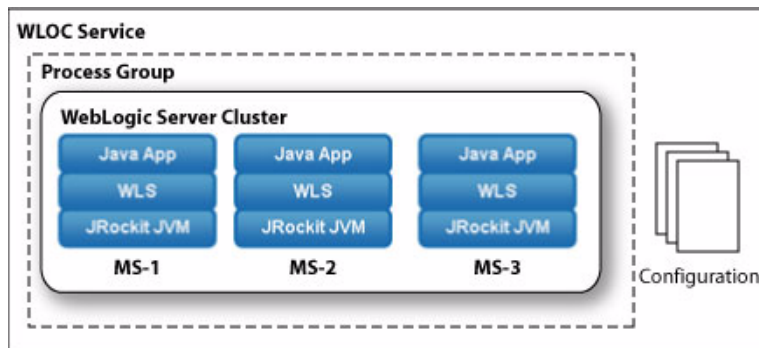 WLOC Service
Process Group
WebLogic Server Cluster
Java App
WLS
JRockit JVM
MS-1
Java App
WLS
JRockit JVM
MS-2
Java App
WLS
JRockit JVM
MS-3
Configuration